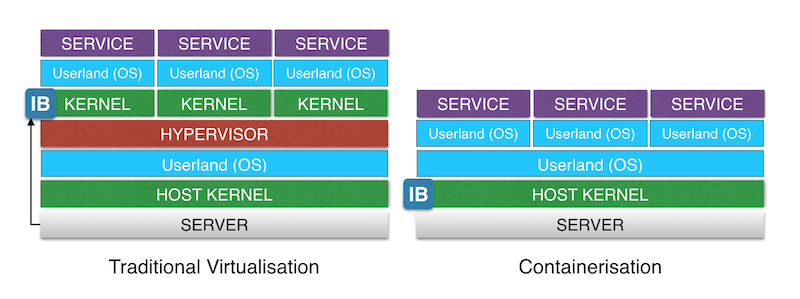 SERVICE SERVICE SERVICE
Userland (OS) Userland (OS) Userland (OS)
IB KERNEL KERNEL KERNEL
HYPERVISOR
Userland (OS)
HOST KERNEL
SERVER
Traditional Virtualisation
SERVICE SERVICE SERVICE
Userland (OS) Userland (OS) Userland (OS)
Userland (OS)
IB HOST KERNEL
SERVER
Containerisation